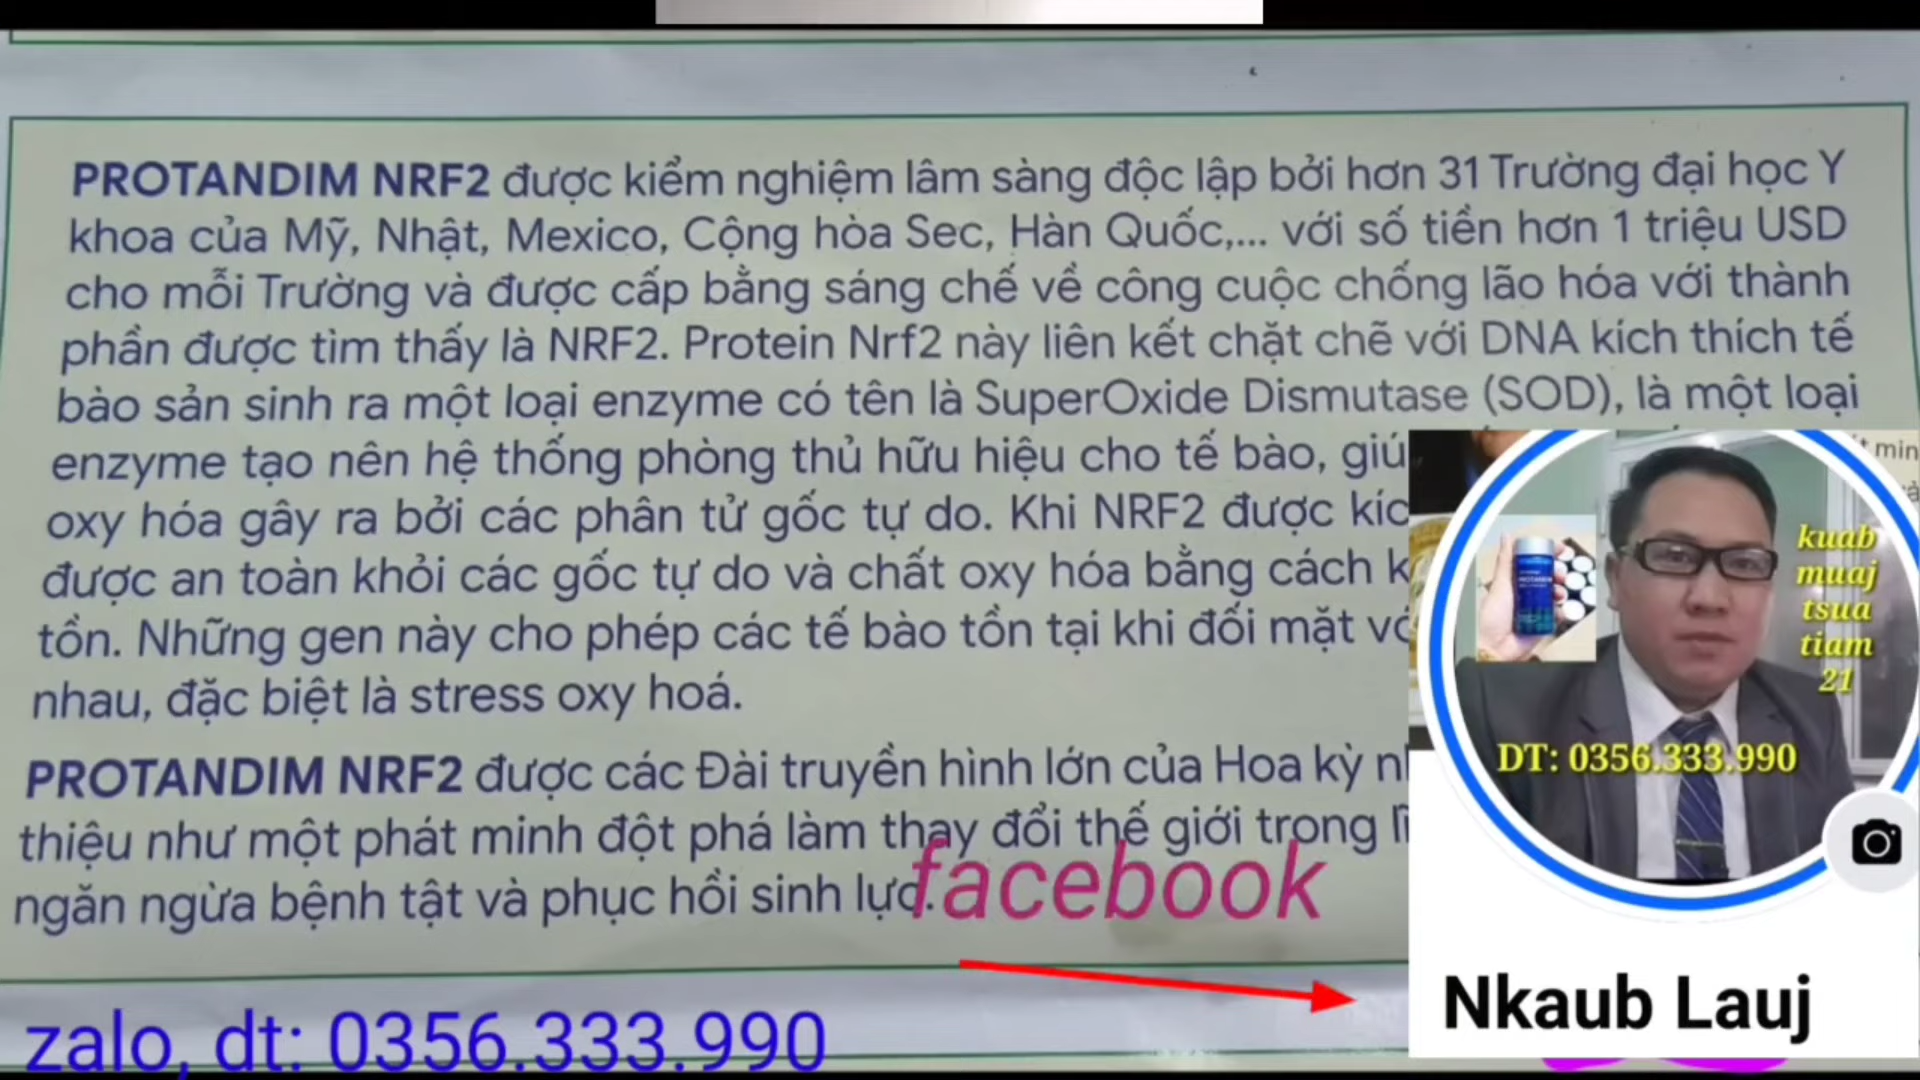 PROTANDIM NRF2 được kiểm nghiệm lâm sàng độc lập bởi hơn 31 Trường đại học Y
khoa của Mỹ, Nhật, Mexico, Cộng hòa Sec, Hàn Quốc,... với số tiền hơn 1 triệu USD
cho mỗi Trường và được cấp bằng sáng chế về công cuộc chống lão hóa với thành
phần được tìm thấy là NRF2. Protein Nrf2 này liên kết chặt chẽ với DNA kích thích tế
bào sản sinh ra một loại enzyme có tên là SuperOxide Dismutase (SOD), là một loại
enzyme tạo nên hệ thống phòng thủ hữu hiệu cho tế bào,
oxy hóa gây ra bởi các phân tử gốc tự do. Khi NRF2 được
được an toàn khỏi các gốc tự do và chất oxy hóa bằng cách
tồn. Những gen này cho phép các tế bào tồn tại khi đối mặt
nhau, đặc biệt là stress oxy hoá.
PROTANDIM NRF2 được các Đài truyền hình lớn của Hoa kỳ
thiệu như một phát minh đột phá làm thay đổi thế giới trong
ngăn ngừa bệnh tật và phục hồi sinh lực.
facebook
zalo, dt: 0356.333.990
kuab
muaj
tsua
tiam
21
DT: 0356.333.990
Nkaub Lauj